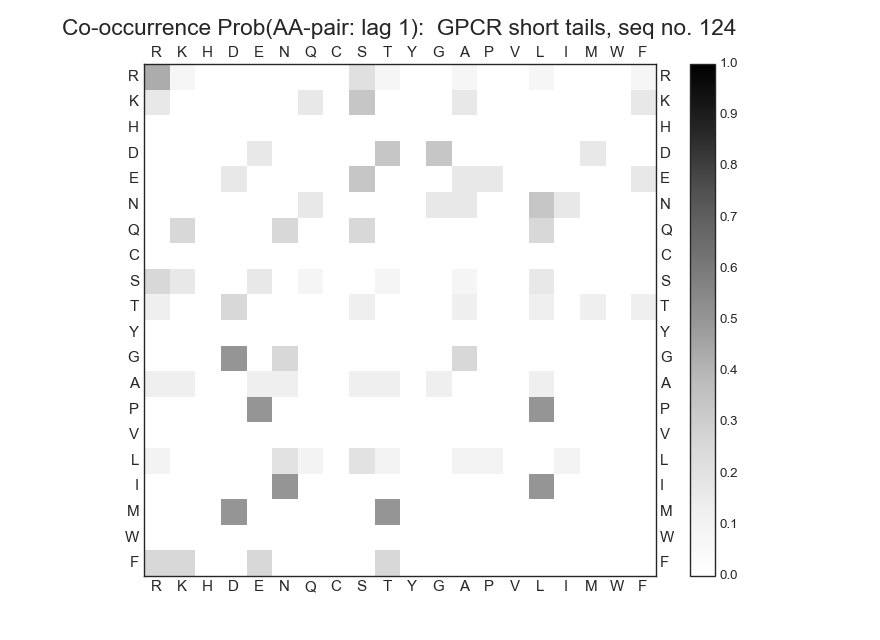 Co-occurrence Prob(AA-pair: lag 1):  GPCR short tails, seq no. 124
R K H D E N Q C S T Y G A P V L I M W F
R R 1.0
K K 0.9
H H
D D 0.8
E E
N N 0.7
Q Q 0.6
C C
S S 0.5
T T
Y Y
G G 0.4
A A
P P 0.3
V V
L L 0.2
I I
M M 0.1
W W
F F 0.0
R K H D E N Q C S T Y G A P V L I M W F